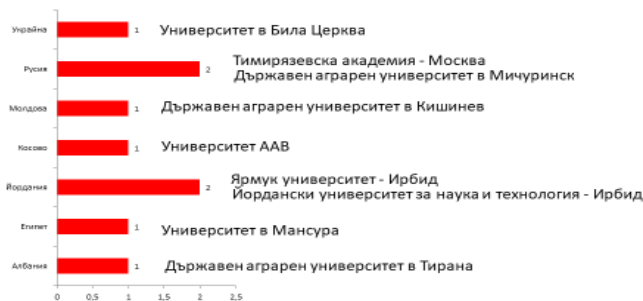 Украйна 1 Университет в Била Церква
Тимирязевска академия - Москва
Русия 2 Държавен аграрен университет в Мичуринск
Молдова 1 Държавен аграрен университет в Кишинев
Косово 1 Университет ААВ
Ярмук университет - Ирбид
Йордания 2 Йордански университет за наука и технология - Ирбид
Египет 1 Университет в Мансура
Албания 1 Държавен аграрен университет в Тирана
0 0,5 1 1,5 2 2,5